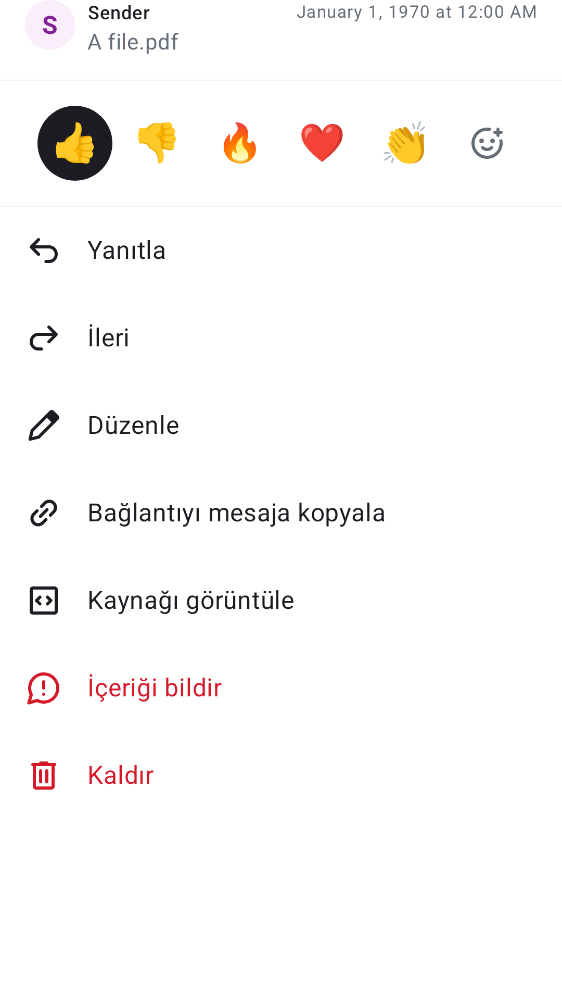 S
Sender
January 1, 1970 at 12:00 AM
A file.pdf
Yanıtla
İleri
Düzenle
Bağlantıyı mesaja kopyala
Kaynağı görüntüle
İçeriği bildir
Kaldır